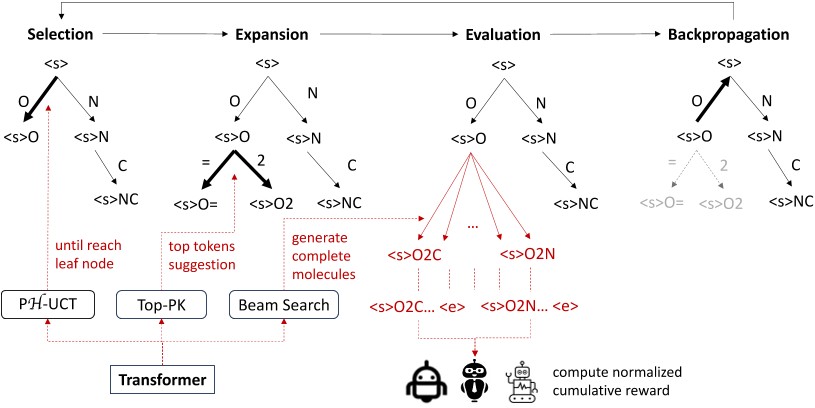 Selection
Expansion
Evaluation
Backpropagation
<s>
O
N
<s>O
<s>N
C
<s>NC
<s>
O
N
<s>O
<s>N
=
2
C
<s>O=
<s>O2
<s>NC
<s>
O
N
<s>O
<s>N
C
<s>NC
...
<s>O2C
<s>O2N
<s>O2C... <e>
<s>O2N... <e>
<s>
O
N
<s>O
<s>N
=
2
C
<s>O=
<s>O2
<s>NC
until reach
leaf node
top tokens
suggestion
generate
complete
molecules
Pℋ-UCT
Top-PK
Beam Search
Transformer
compute normalized
cumulative reward